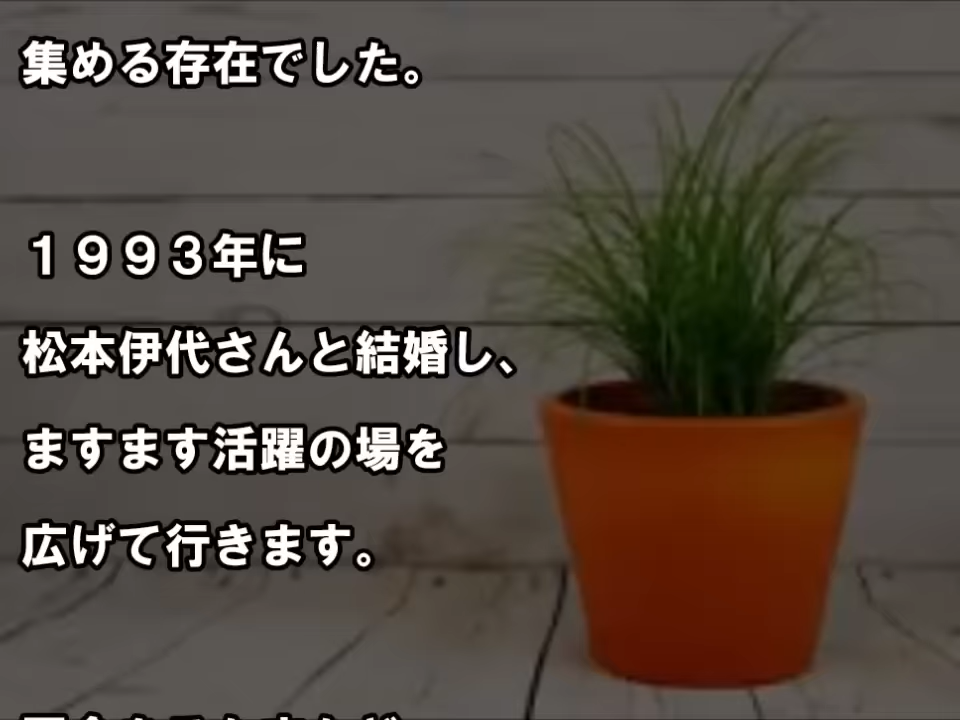 集める存在でした。
１９９３年に
松本伊代さんと結婚し、
ますます活躍の場を
広げて行きます。